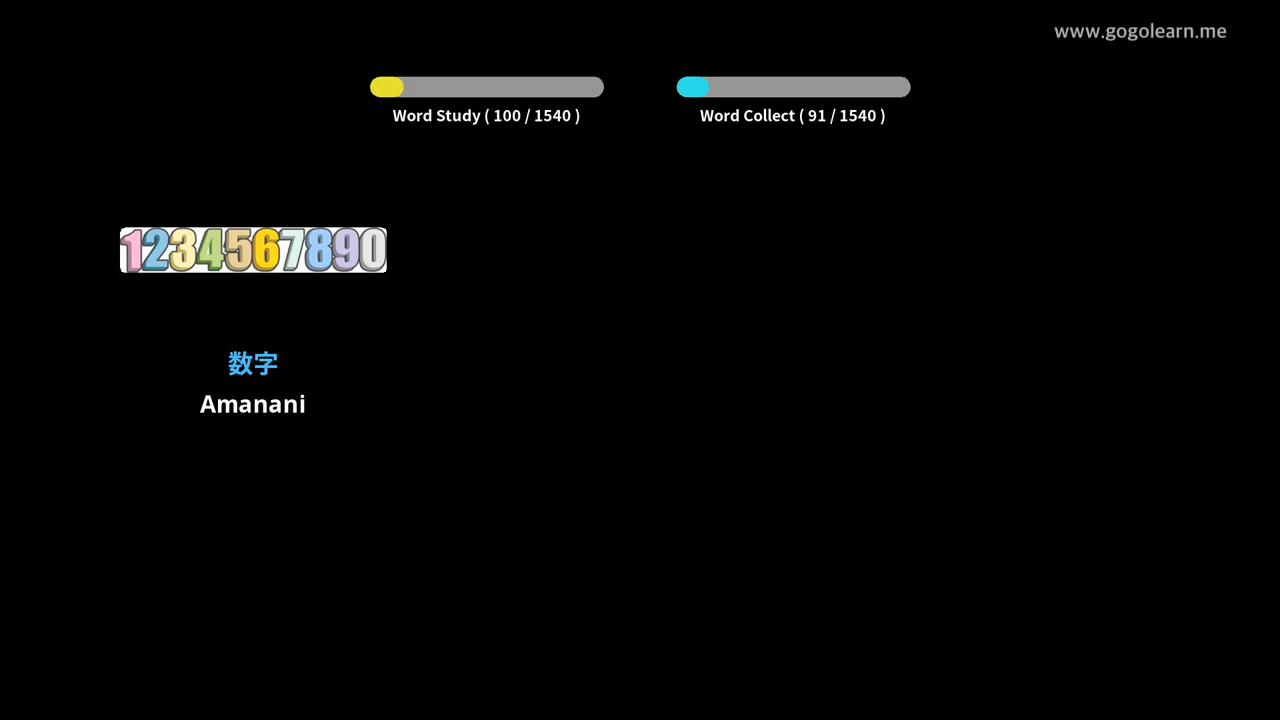 www.gogolearn.me
Word Study ( 100 / 1540 )
Word Collect ( 91 / 1540 )
1234567890
数字
Amanani